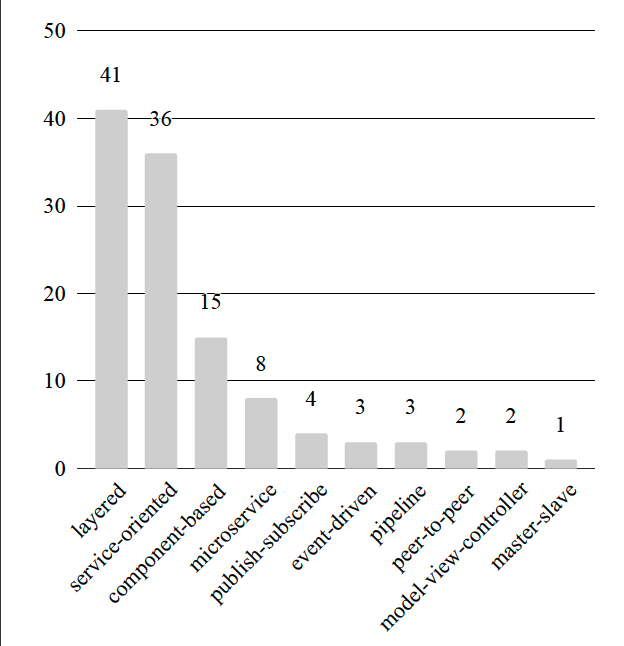 50
41
40
36
30
20
15
10
8
4
3
3
2
2
1
0
layered
service-oriented
component-based
microservice
publish-subscribe
event-driven
pipeline
peer-to-peer
model-view-controller
master-slave